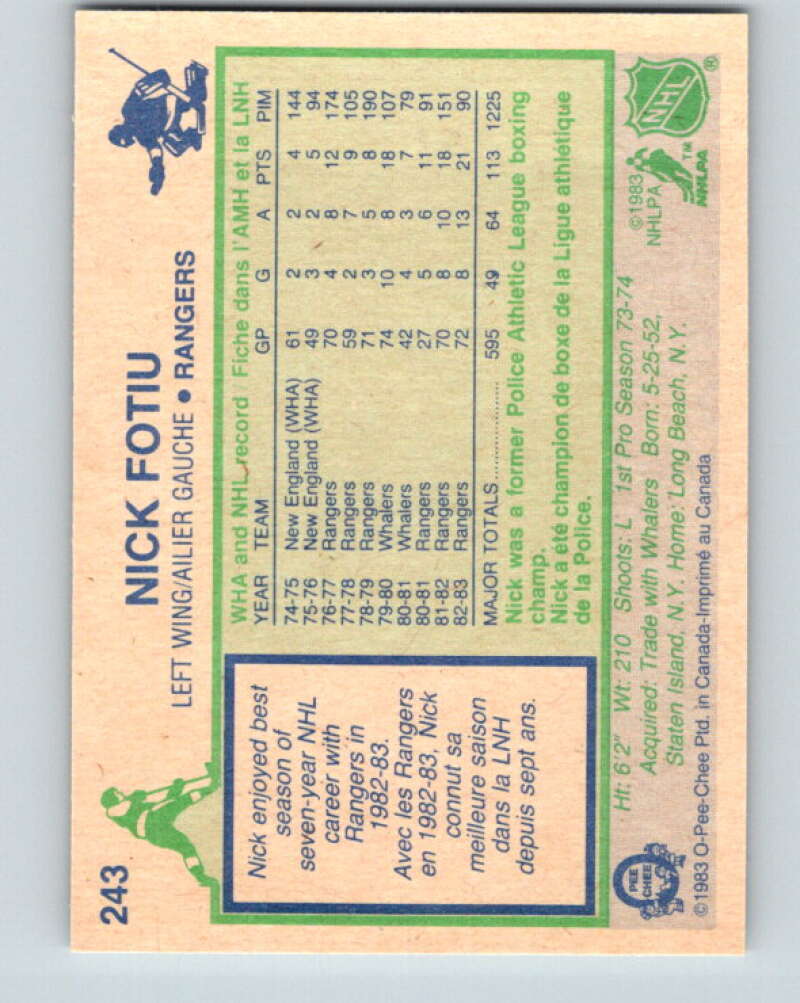 243
NICK FOTIU
LEFT WING/AILIER GAUCHE • RANGERS
Nick enjoyed best
season of
seven-year NHL
career with
Rangers in
1982-83.
Avec les Rangers
en 1982-83, Nick
connut sa
meilleure saison
dans la LNH
depuis sept ans.
WHA and NHL record / Fiche dans l'AMH et la LNH
YEAR TEAM GP G A PTS PIM
74-75 New England (WHA) 61 2 2 4 144
75-76 New England (WHA) 49 3 2 5 94
76-77 Rangers 70 4 8 12 174
77-78 Rangers 59 2 7 9 105
78-79 Rangers 71 3 5 8 190
79-80 Whalers 74 10 8 18 107
80-81 Whalers 42 4 3 7 79
80-81 Rangers 27 5 6 11 91
81-82 Rangers 70 8 10 18 151
82-83 Rangers 72 8 13 21 90
MAJOR TOTALS 595 49 64 113 1225
Nick was a former Police Athletic League boxing
champ.
Nick a été champion de boxe de la Ligue athlétique
de la Police.
Ht: 6'2" Wt: 210 Shoots: L 1st Pro Season 73-74
Acquired: Trade with Whalers Born: 5-25-52,
Staten Island, N.Y. Home: Long Beach, N.Y.
©1983
NHLPA
NHL ®
TM
NHLPA
PEE
CHEE
©1983 O-Pee-Chee Ptd. in Canada-Imprimé au Canada